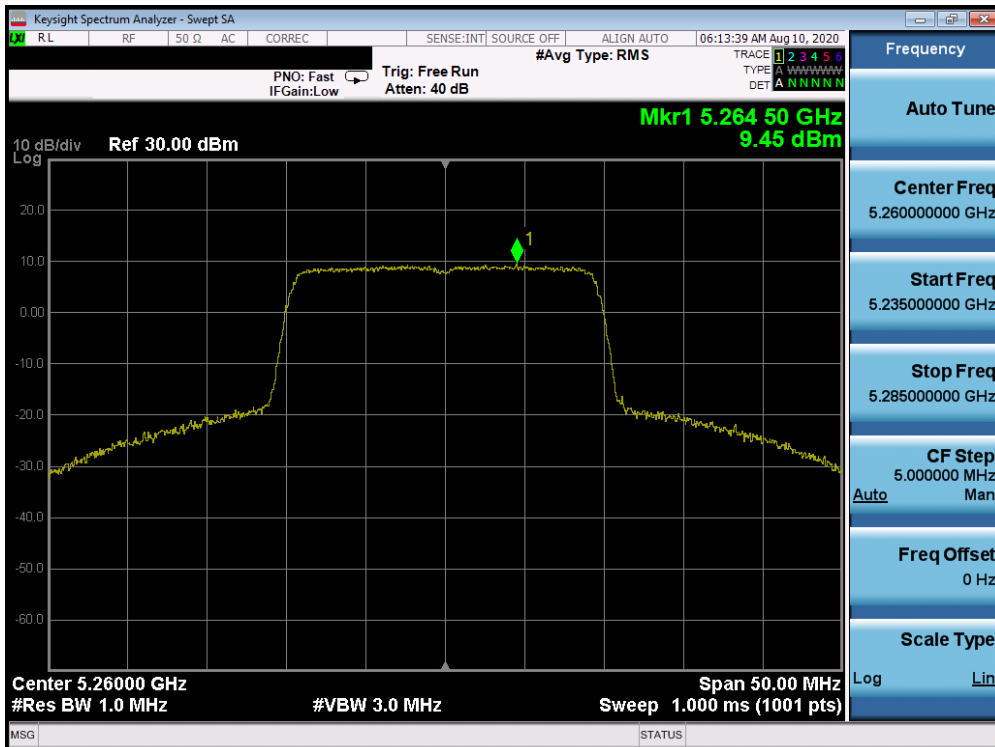 Keysight Spectrum Analyzer - Swept SA
LXI RL RF 50 Ω AC CORREC SENSE:INT SOURCE OFF ALIGN AUTO 06:13:39 AM Aug 10, 2020
#Avg Type: RMS
TRACE 1 2 3 4 5 6
TYPE A WWWWW
DET A N N N N N
PNO: Fast
IFGain:Low
Trig: Free Run
Atten: 40 dB
Mkr1 5.264 50 GHz
9.45 dBm
10 dB/div
Log
Ref 30.00 dBm
20.0
10.0
0.00
-10.0
-20.0
-30.0
-40.0
-50.0
-60.0
1
Center 5.26000 GHz
Span 50.00 MHz
#Res BW 1.0 MHz
#VBW 3.0 MHz
Sweep 1.000 ms (1001 pts)
MSG
STATUS
Frequency
Auto Tune
Center Freq
5.260000000 GHz
Start Freq
5.235000000 GHz
Stop Freq
5.285000000 GHz
CF Step
5.000000 MHz
Auto Man
Freq Offset
0 Hz
Scale Type
Log Lin